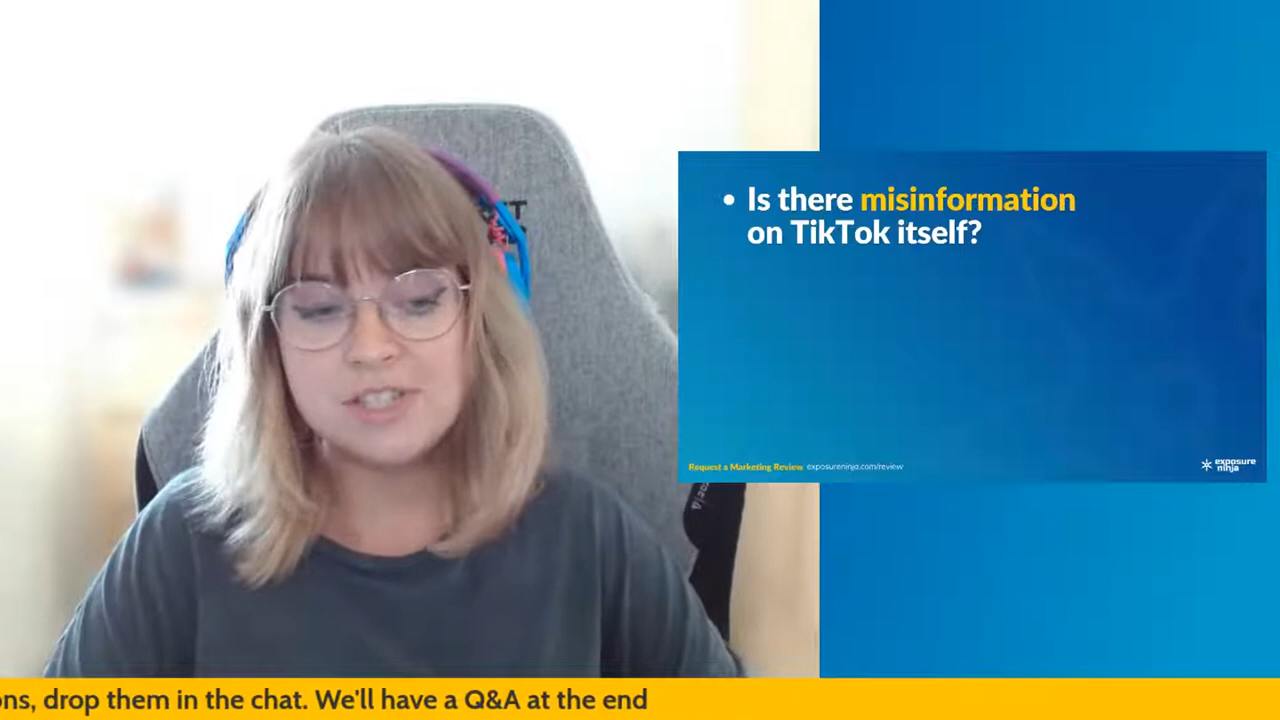 • Is there misinformation
on TikTok itself?
Request a Marketing Review exposureninja.com/review
exposure
ninja
ons, drop them in the chat. We'll have a Q&A at the end